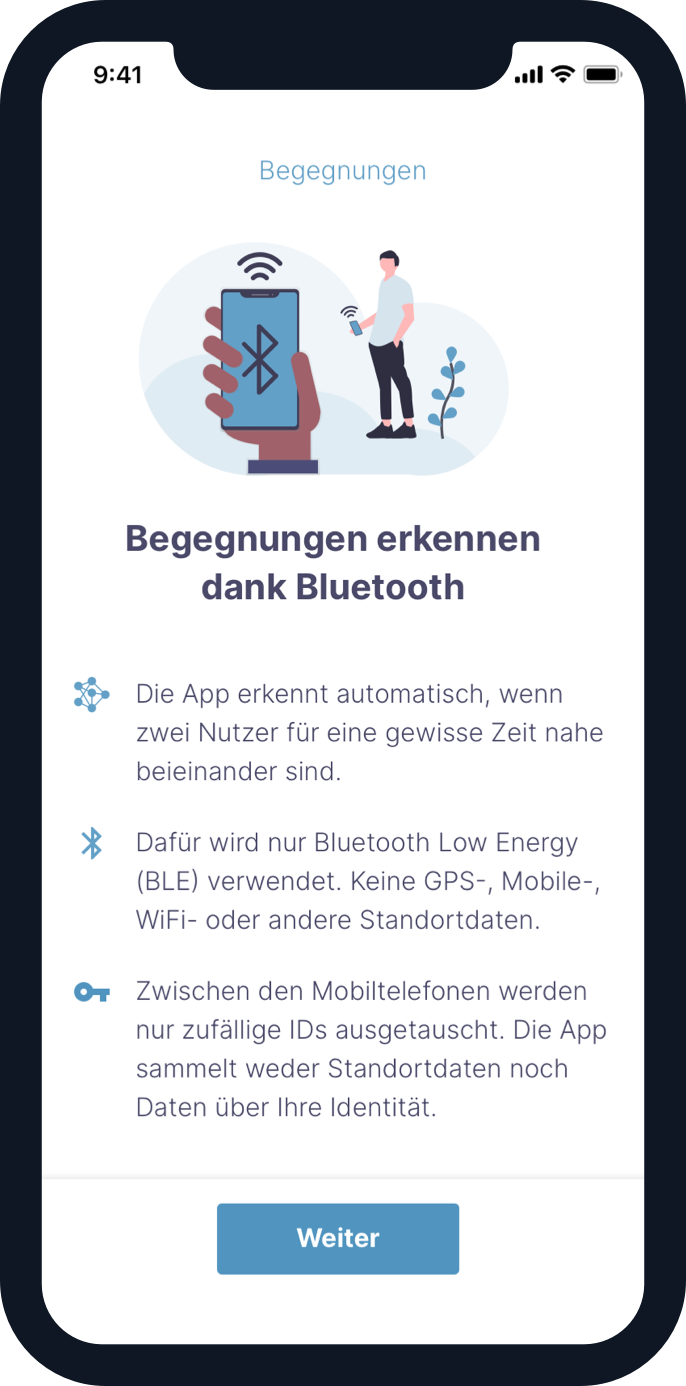 9:41
Begegnungen
Begegnungen erkennen
dank Bluetooth
Die App erkennt automatisch, wenn
zwei Nutzer für eine gewisse Zeit nahe
beieinander sind.
Dafür wird nur Bluetooth Low Energy
(BLE) verwendet. Keine GPS-, Mobile-,
WiFi- oder andere Standortdaten.
Zwischen den Mobiltelefonen werden
nur zufällige IDs ausgetauscht. Die App
sammelt weder Standortdaten noch
Daten über Ihre Identität.
Weiter